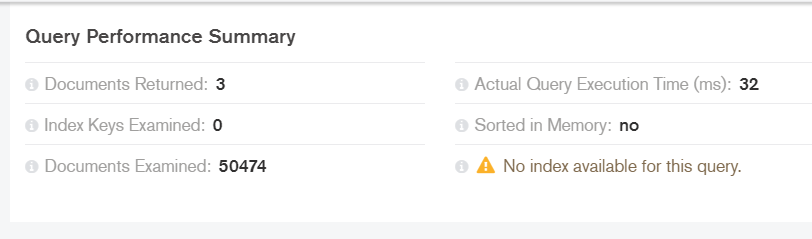 Query Performance Summary
Documents Returned: 3
Actual Query Execution Time (ms): 32
Index Keys Examined: 0
Sorted in Memory: no
Documents Examined: 50474
No index available for this query.